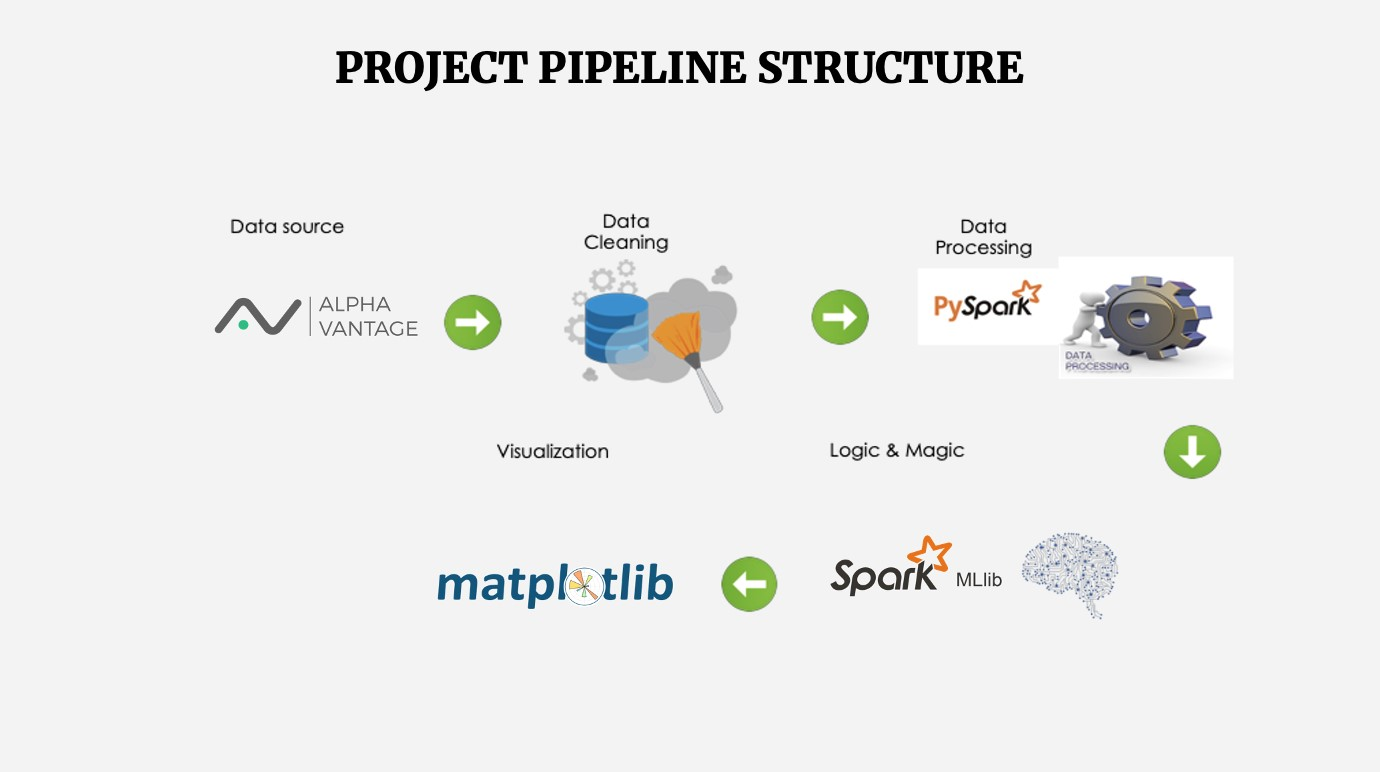 PROJECT PIPELINE STRUCTURE
Data source
Data
Cleaning
Data
Processing
ALPHA
VANTAGE
PySpark
DATA
PROCESSING
Visualization
Logic & Magic
matplotlib
Spark MLlib